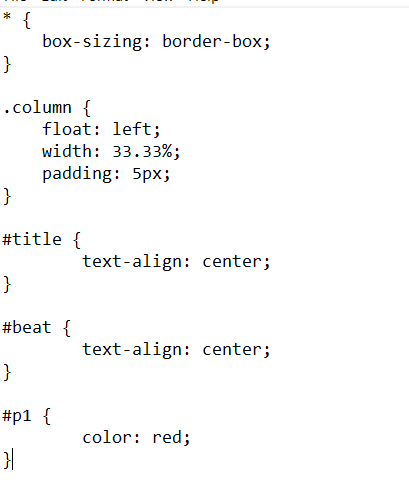 * {
    box-sizing: border-box;
}

.column {
    float: left;
    width: 33.33%;
    padding: 5px;
}

#title {
        text-align: center;
}

#beat {
        text-align: center;
}

#p1 {
        color: red;
}